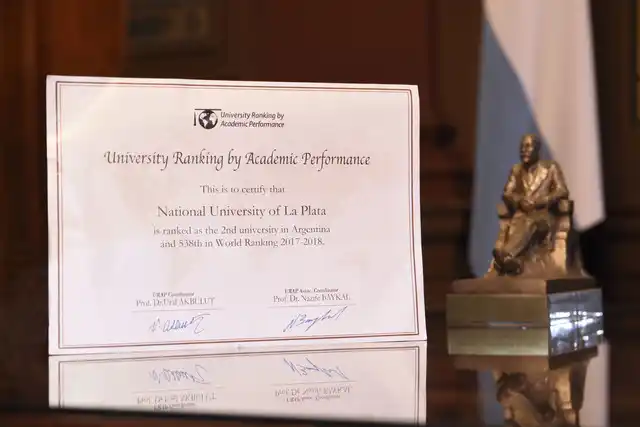 University Ranking by
Academic Performance
University Ranking by Academic Performance
This is to certify that
National University of La Plata
is ranked as the 2nd university in Argentina
and 538th in World Ranking 2017-2018.
URAP Coordinator
Prof. Dr. Ural AKBULUT
URAP Assoc. Coordinator
Prof. Dr. Nazife BAYKAL